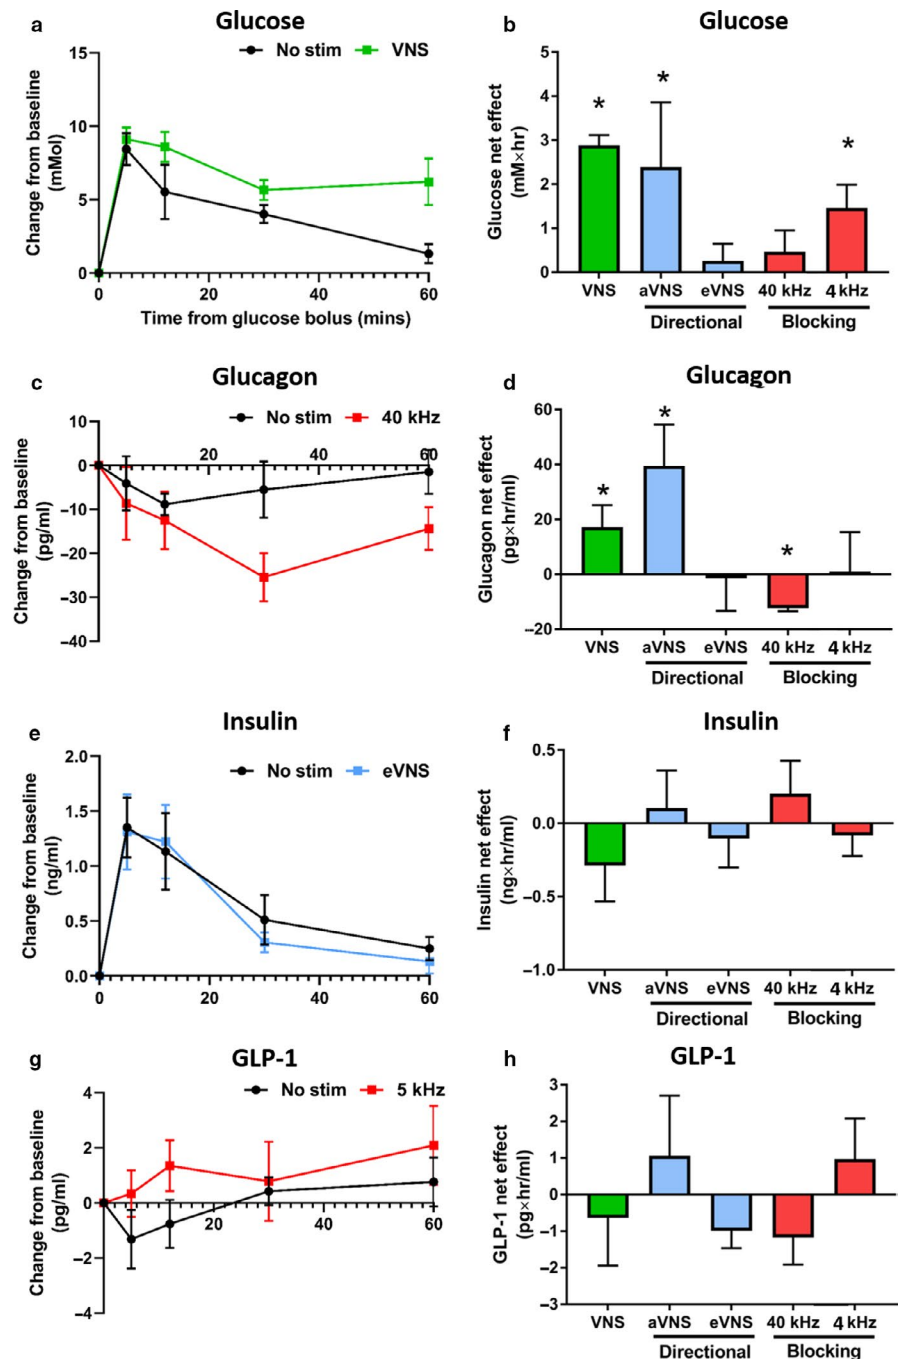 a
Glucose
No stim
VNS
Change from baseline
(mMol)
15
10
5
0
0
20
40
60
Time from glucose bolus (mins)
b
Glucose
Glucose net effect
(mM×hr)
5
4
3
2
1
0
*
*
*
VNS
aVNS
eVNS
40 kHz
4 kHz
Directional
Blocking
c
Glucagon
No stim
40 kHz
Change from baseline
(pg/ml)
10
0
−10
−20
−30
−40
20
40
60
d
Glucagon
Glucagon net effect
(pg×hr/ml)
60
40
20
0
−20
*
*
*
VNS
aVNS
eVNS
40 kHz
4 kHz
Directional
Blocking
e
Insulin
No stim
eVNS
Change from baseline
(ng/ml)
2.0
1.5
1.0
0.5
0.0
0
20
40
60
f
Insulin
Insulin net effect
(ng×hr/ml)
0.5
0.0
−0.5
−1.0
VNS
aVNS
eVNS
40 kHz
4 kHz
Directional
Blocking
g
GLP-1
No stim
5 kHz
Change from baseline
(pg/ml)
4
2
0
−2
−4
20
40
60
h
GLP-1
GLP-1 net effect
(pg×hr/ml)
3
2
1
0
−1
−2
−3
VNS
aVNS
eVNS
40 kHz
4 kHz
Directional
Blocking